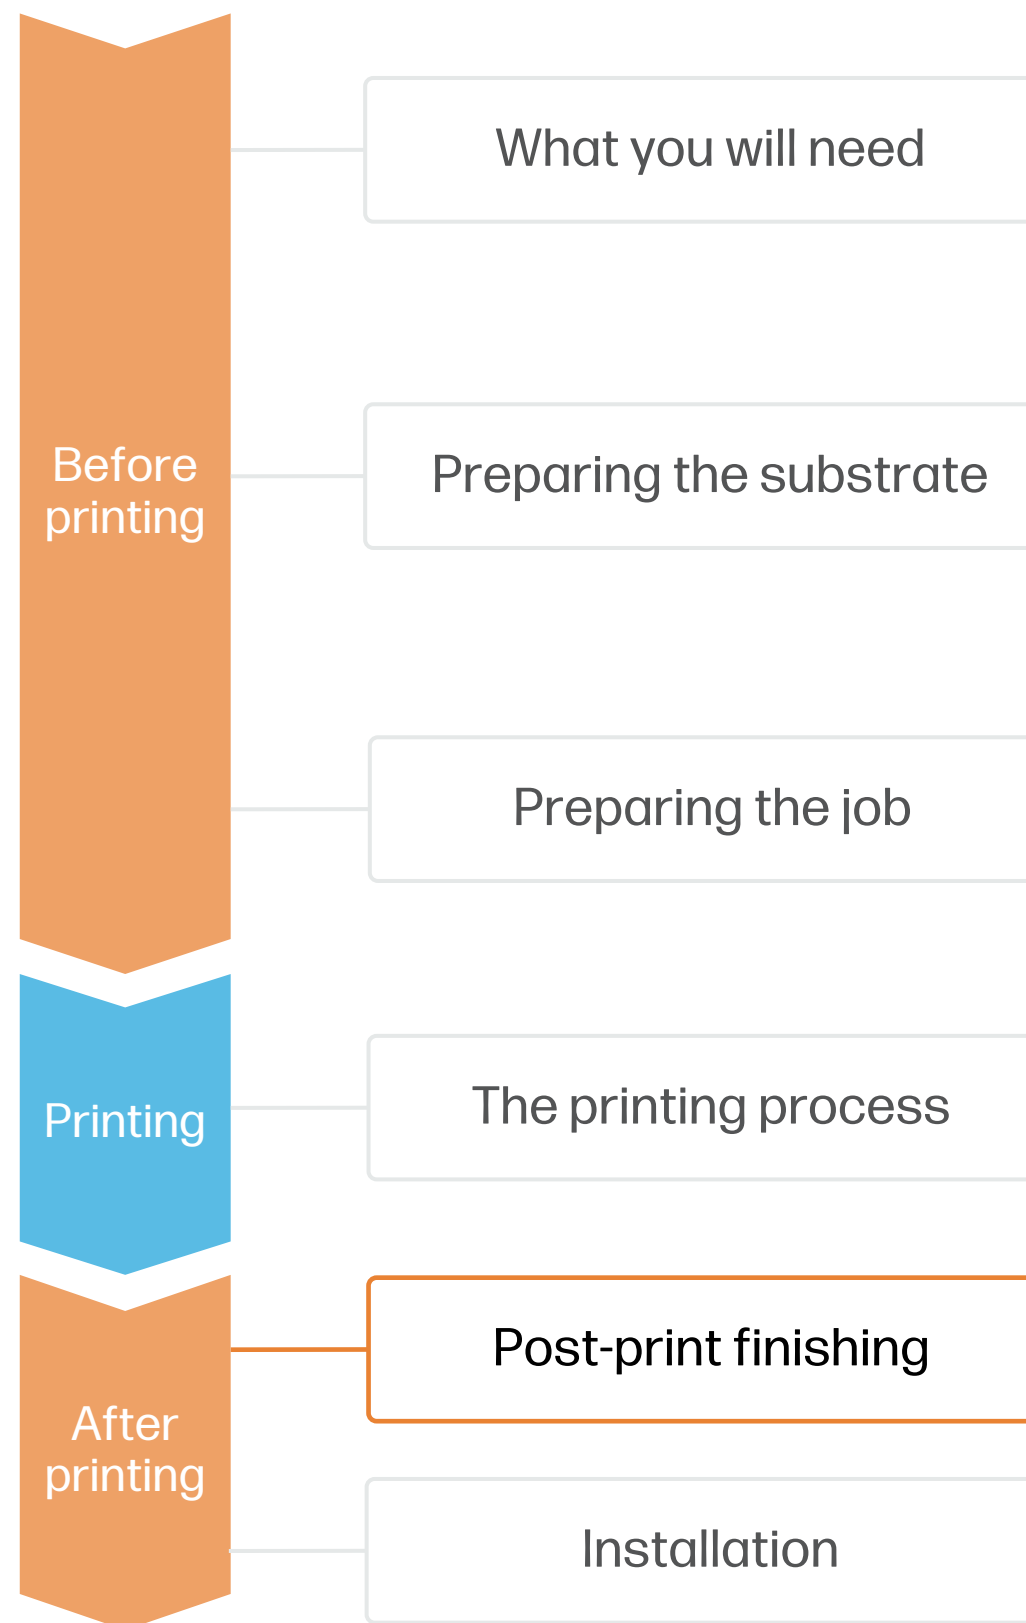 What you will need
Before
printing
Preparing the substrate
Preparing the job
Printing
The printing process
Post-print finishing
After
printing
Installation